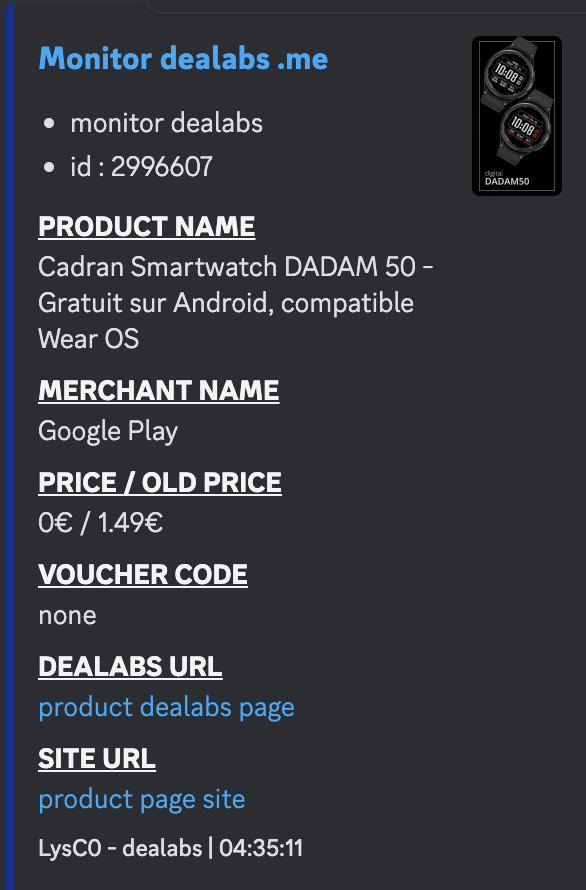 Monitor dealabs .me
monitor dealabs
id : 2996607
PRODUCT NAME
Cadran Smartwatch DADAM 50 -
Gratuit sur Android, compatible
Wear OS
MERCHANT NAME
Google Play
PRICE / OLD PRICE
0€ / 1.49€
VOUCHER CODE
none
DEALABS URL
product dealabs page
SITE URL
product page site
LysC0 - dealabs | 04:35:11
10:08
10:08
digital
DADAM50